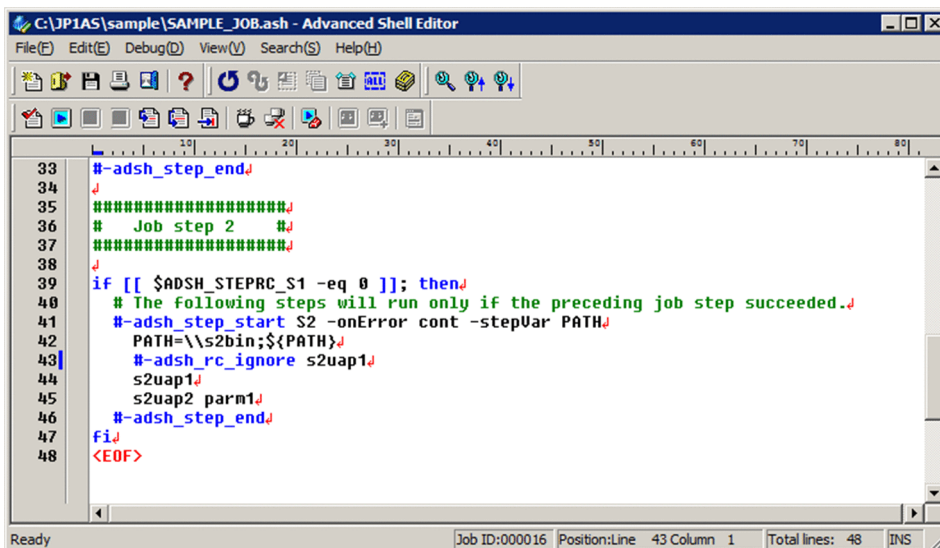 C:\JP1AS\sample\SAMPLE_JOB.ash - Advanced Shell Editor
File(F) Edit(E) Debug(D) View(V) Search(S) Help(H)
ALL
10 20 30 40 50 60 70 80
33 #-adsh_step_end
34
35 ###################
36 #   Job step 2    #
37 ###################
38
39 if [[ $ADSH_STEPRC_S1 -eq 0 ]]; then
40   # The following steps will run only if the preceding job step succeeded.
41   #-adsh_step_start S2 -onError cont -stepVar PATH
42     PATH=\\s2bin;${PATH}
43     #-adsh_rc_ignore s2uap1
44     s2uap1
45     s2uap2 parm1
46   #-adsh_step_end
47 fi
48 <EOF>
Ready Job ID:000016 Position:Line 43 Column 1 Total lines: 48 INS